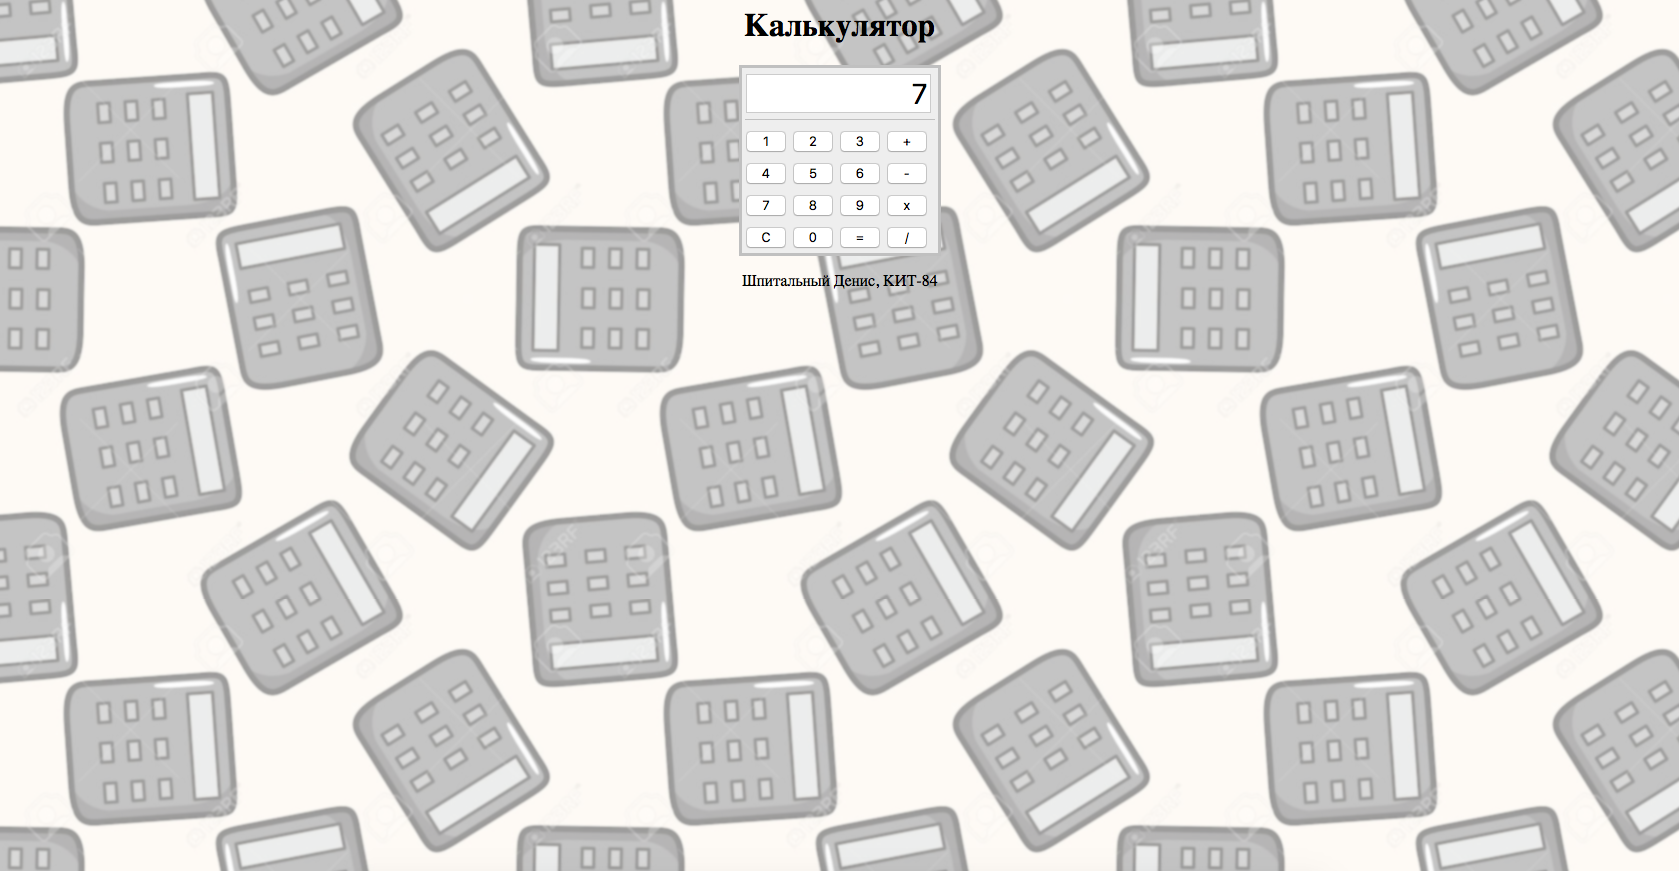 Калькулятор
7
1 2 3 +
4 5 6 -
7 8 9 x
C 0 = /
Шпитальный Денис, КИТ-84